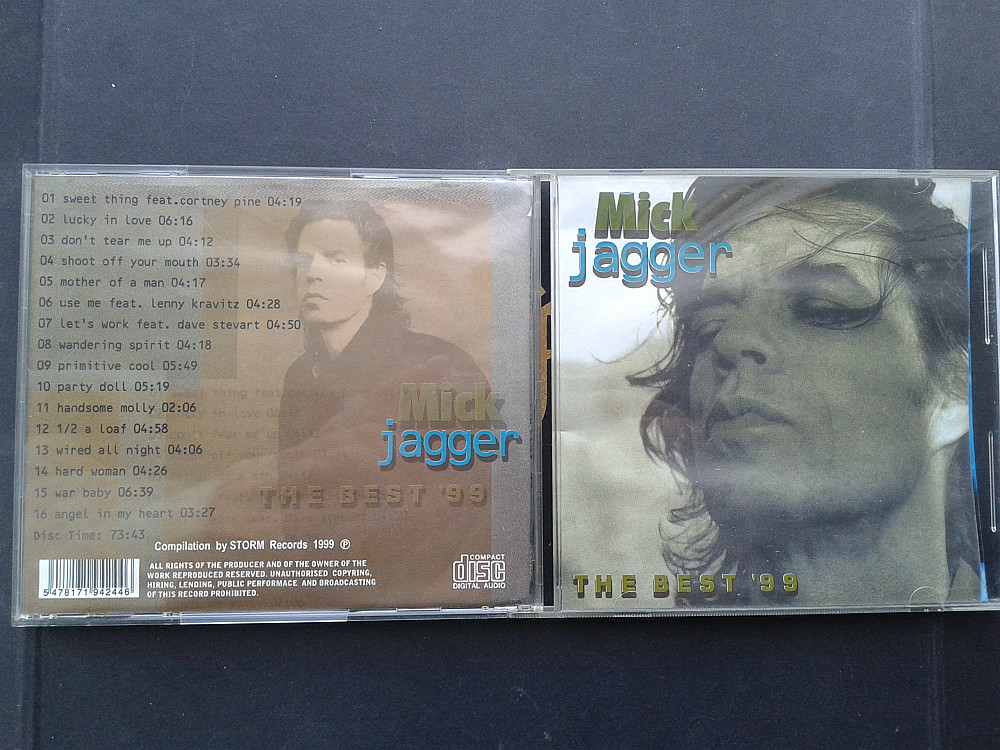 01 sweet thing feat.cortney pine 04:19
02 lucky in love 06:16
03 don't tear me up 04:12
04 shoot off your mouth 03:34
05 mother of a man 04:17
06 use me feat. lenny kravitz 04:28
07 let's work feat. dave stevart 04:50
08 wandering spirit 04:18
09 primitive cool 05:49
10 party doll 05:19
11 handsome molly 02:06
12 1/2 a loaf 04:58
13 wired all night 04:06
14 hard woman 04:26
15 war baby 06:39
16 angel in my heart 03:27
Disc Time: 73:43
Mick
jagger
THE BEST '99
Compilation by STORM Records 1999 ℗
ALL RIGHTS OF THE PRODUCER AND OF THE OWNER OF THE
WORK REPRODUCED RESERVED. UNAUTHORISED COPYRING,
HIRING, LENDING, PUBLIC PERFORMACE AND BROADCASTING
OF THIS RECORD PROHIBITED.
5 478171 942446
COMPACT
disc
DIGITAL AUDIO
Mick
jagger
THE BEST '99